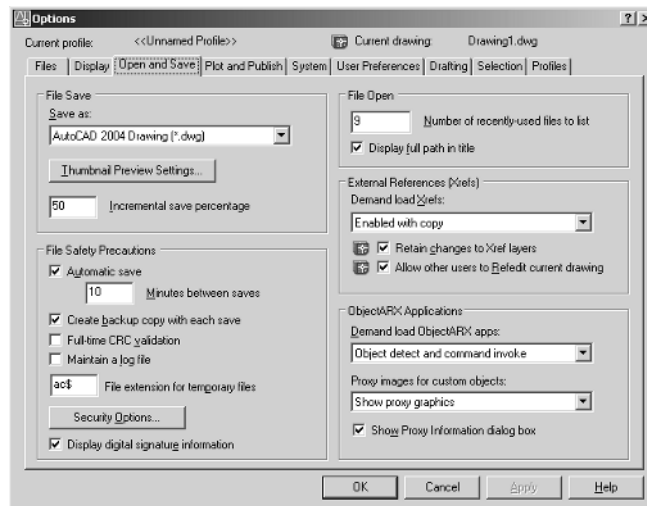 Options
Current profile: <<Unnamed Profile>> Current drawing: Drawing1.dwg
Files Display Open and Save Plot and Publish System User Preferences Drafting Selection Profiles
File Save
Save as:
AutoCAD 2004 Drawing (*.dwg)
Thumbnail Preview Settings...
50 Incremental save percentage
File Safety Precautions
Automatic save
10 Minutes between saves
Create backup copy with each save
Full-time CRC validation
Maintain a log file
ac$ File extension for temporary files
Security Options...
Display digital signature information
File Open
9 Number of recently-used files to list
Display full path in title
External References (Xrefs)
Demand load Xrefs:
Enabled with copy
Retain changes to Xref layers
Allow other users to Refedit current drawing
ObjectARX Applications
Demand load ObjectARX apps:
Object detect and command invoke
Proxy images for custom objects:
Show proxy graphics
Show Proxy Information dialog box
OK Cancel Apply Help